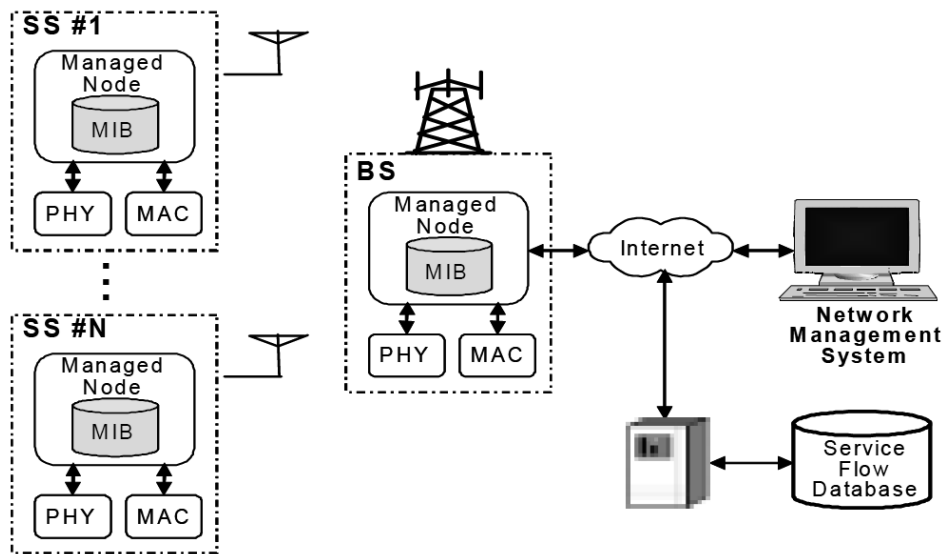 SS #1
Managed
Node
MIB
PHY
MAC
SS #N
Managed
Node
MIB
PHY
MAC
BS
Managed
Node
MIB
PHY
MAC
Internet
Network
Management
System
Service
Flow
Database